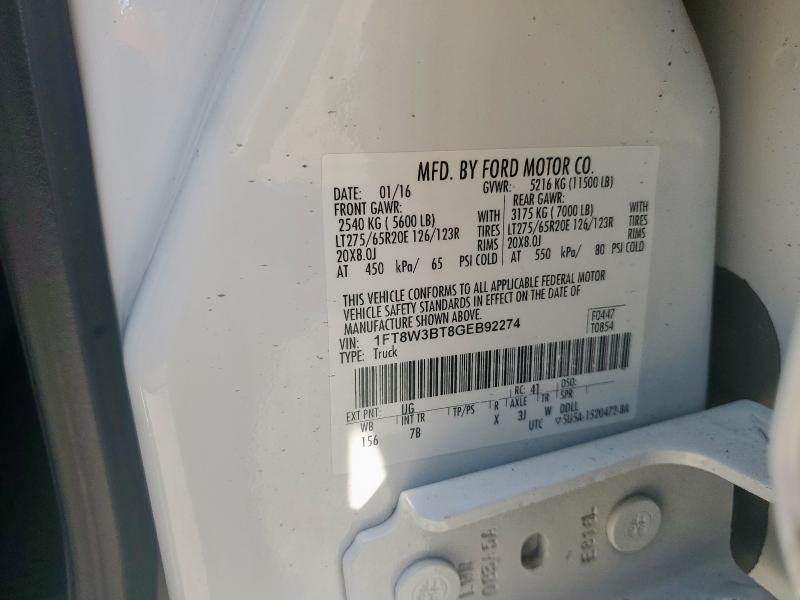 MFD. BY FORD MOTOR CO.
DATE: 01/16 GVWR: 5216 KG (11500 LB)
FRONT GAWR: REAR GAWR:
2540 KG ( 5600 LB) WITH 3175 KG ( 7000 LB) WITH
LT275/65R20E 126/123R TIRES LT275/65R20E 126/123R TIRES
20X8.0J RIMS 20X8.0J RIMS
AT 450 kPa/ 65 PSI COLD AT 550 kPa/ 80 PSI COLD
THIS VEHICLE CONFORMS TO ALL APPLICABLE FEDERAL MOTOR
VEHICLE SAFETY STANDARDS IN EFFECT ON THE DATE OF
MANUFACTURE SHOWN ABOVE.
VIN: 1FT8W3BT8GEB92274
TYPE: Truck
F0447
T0854
RC: 41 DSO:
EXT PNT: UG
WB INT TR TP/PS R AXLE TR SPR
156 7B X 3J W DDLL
UTC
E818L